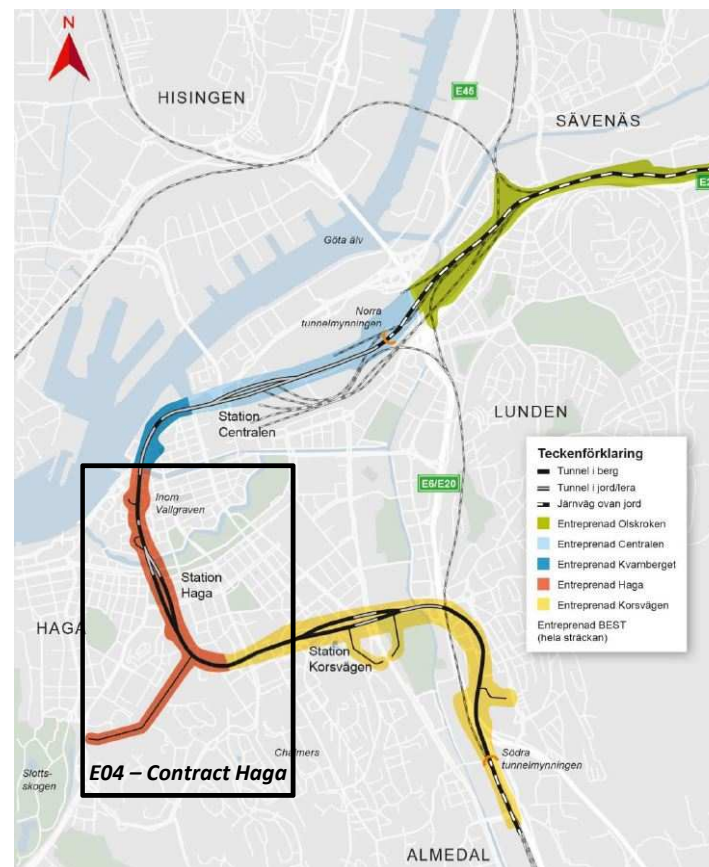 N
HISINGEN
E45
SÄVENÄS
Göta älv
Norra
tunnelmynningen
Station
Centralen
LUNDEN
E6/E20
Inom
Vallgraven
Station
Haga
HAGA
Station
Korsvägen
Chalmers
Södra
tunnelmynningen
Slotts-
skogen
E04 – Contract Haga
ALMEDAL
Teckenförklaring
Tunnel i berg
Tunnel i jord/lera
Järnväg ovan jord
Entreprenad Olskroken
Entreprenad Centralen
Entreprenad Kvarnberget
Entreprenad Haga
Entreprenad Korsvägen
Entreprenad BEST
(hela sträckan)